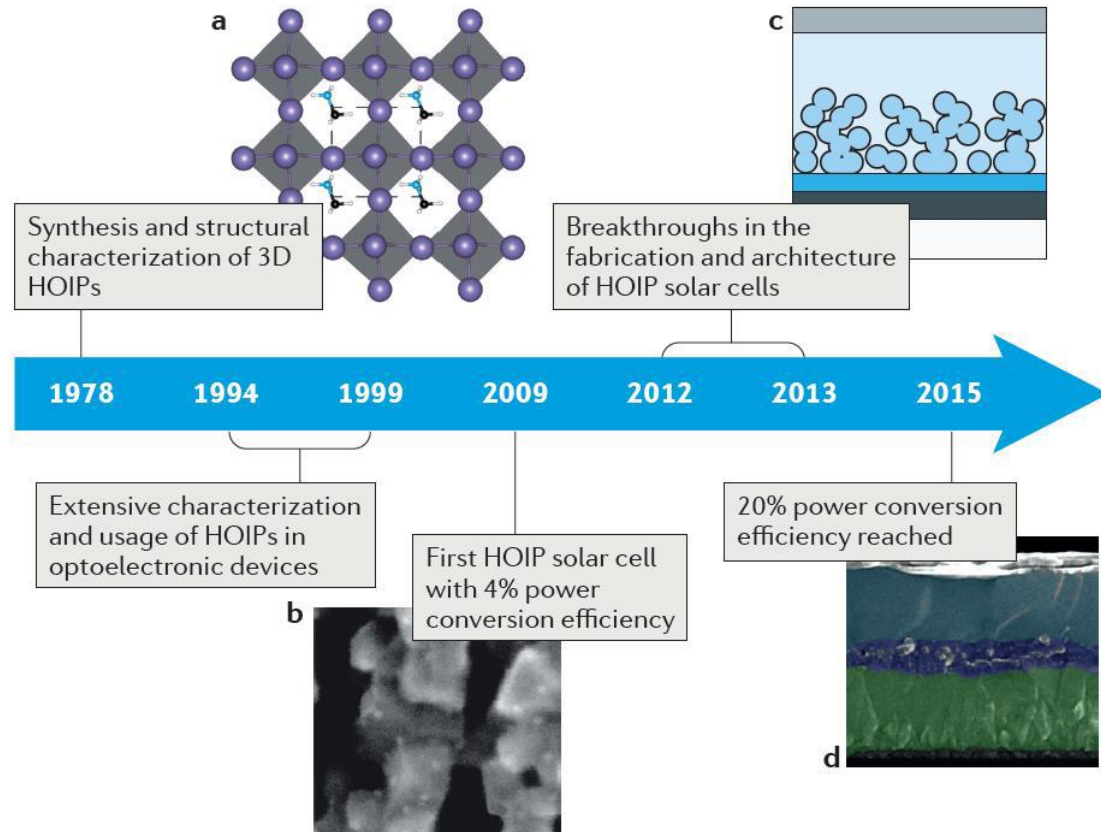 a
c
Synthesis and structural
characterization of 3D
HOIPs
Breakthroughs in the
fabrication and architecture
of HOIP solar cells
1978 1994 1999 2009 2012 2013 2015
Extensive characterization
and usage of HOIPs in
optoelectronic devices
First HOIP solar cell
with 4% power
conversion efficiency
20% power conversion
efficiency reached
b
d